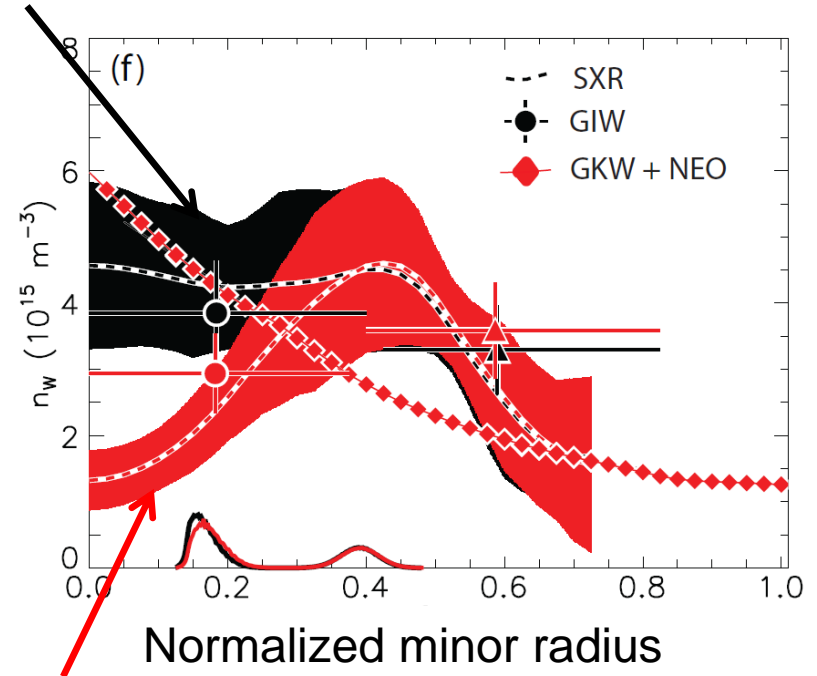 (f)
SXR
GIW
GKW + NEO
8
6
4
2
0
n_W (10^15 m^-3)
0.0 0.2 0.4 0.6 0.8 1.0
Normalized minor radius